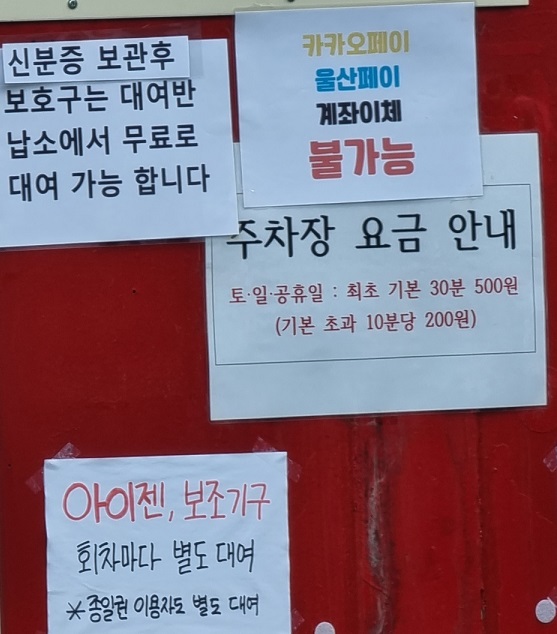 신분증 보관후
보호구는 대여반
납소에서 무료로
대여 가능 합니다
카카오페이
울산페이
계좌이체
불가능
주차장 요금 안내
토·일·공휴일 : 최초 기본 30분 500원
(기본 초과 10분당 200원)
아이젠, 보조기구
회차마다 별도 대여
* 종일권 이용자도 별도 대여